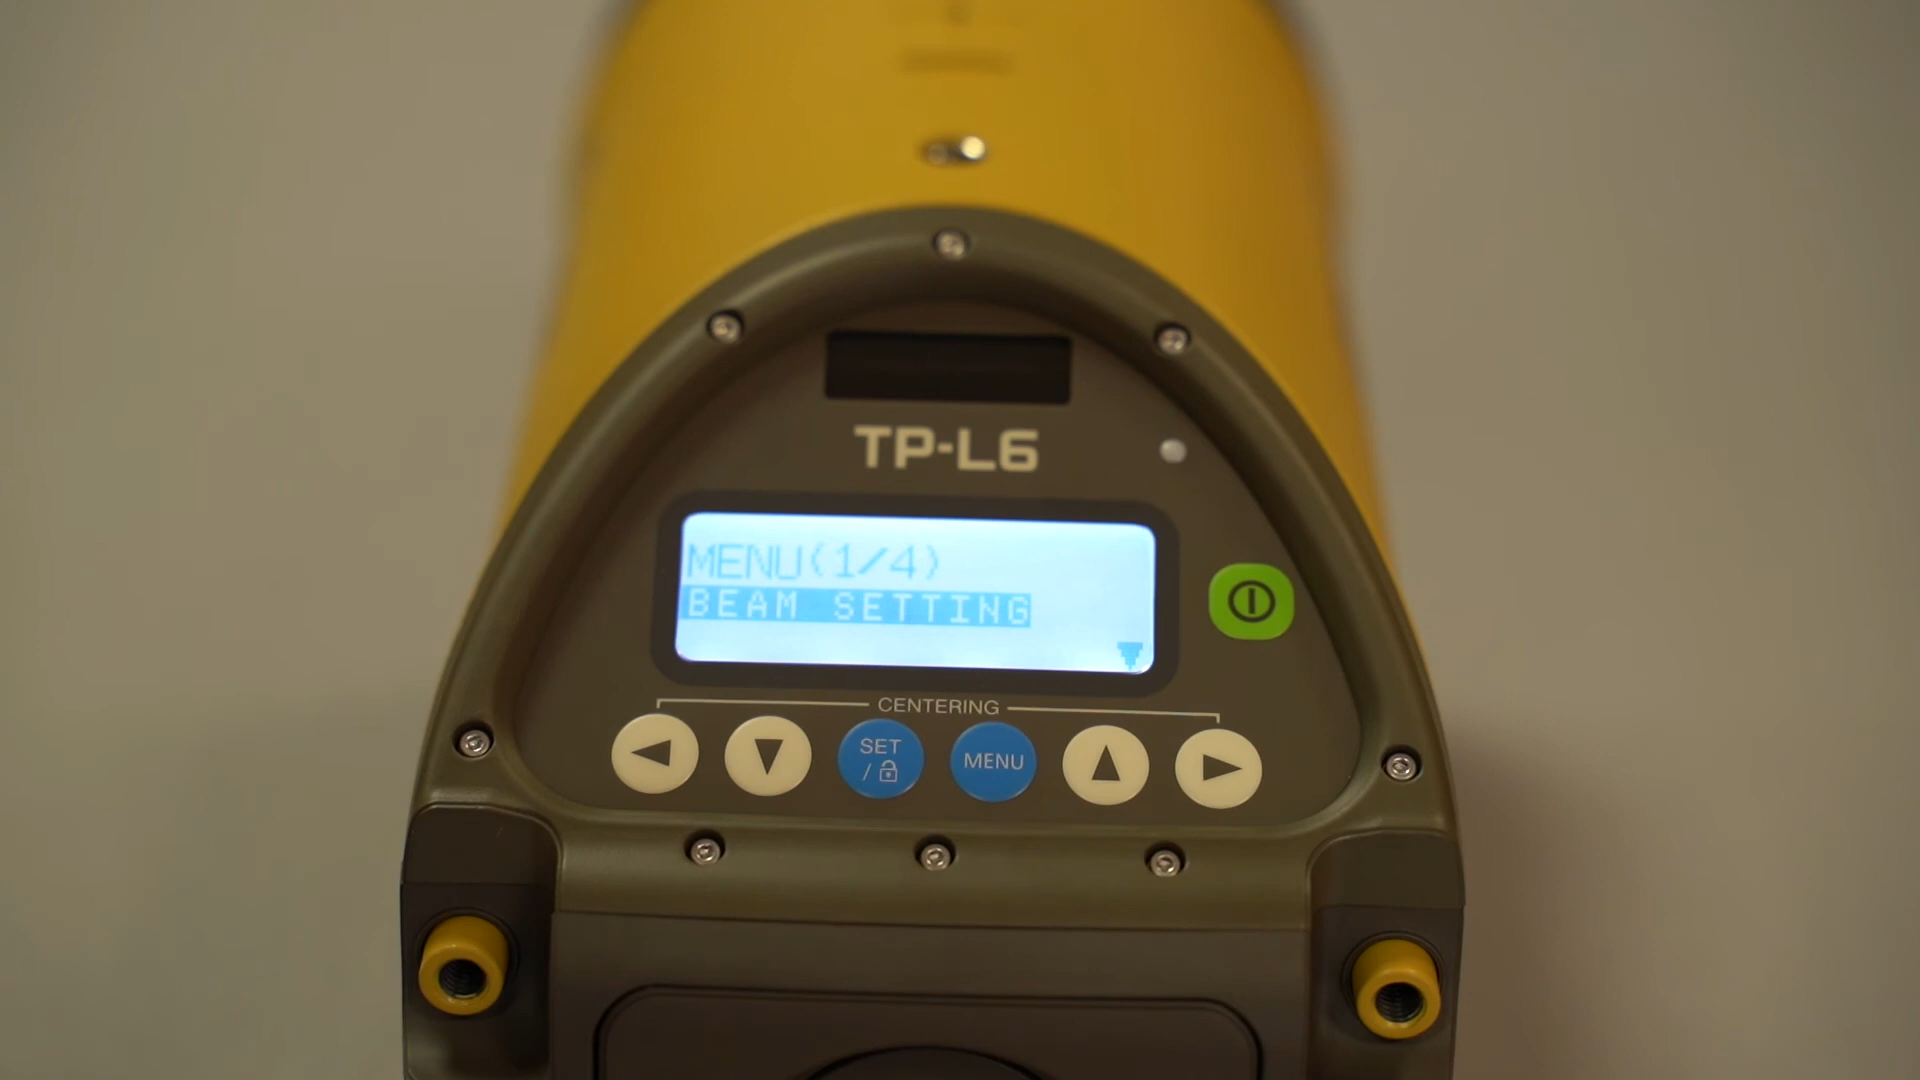 TP-L6
MENU(1/4)
BEAM SETTING
CENTERING
SET
/
MENU